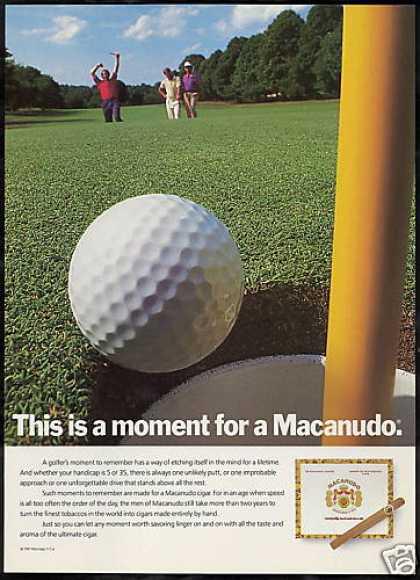 This is a moment for a Macanudo.
A golfer's moment to remember has a way of etching itself in the mind for a lifetime.
And whether your handicap is 5 or 35, there is always one unlikely putt, or one improbable
approach or one unforgettable drive that stands above all the rest.
Such moments to remember are made for a Macanudo cigar. For in an age when speed
is all too often the order of the day, the men of Macanudo still take more than two years to
turn the finest tobaccos in the world into cigars made entirely by hand.
Just so you can let any moment worth savoring linger on and on with all the taste and
aroma of the ultimate cigar.
MACANUDO